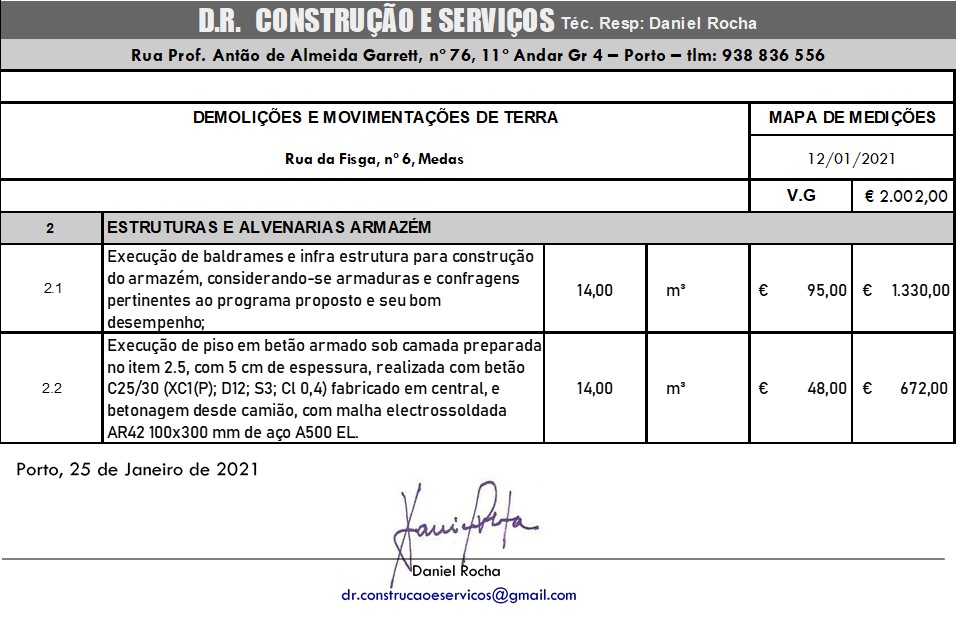 D.R. CONSTRUÇÃO E SERVIÇOS Téc. Resp: Daniel Rocha
Rua Prof. Antão de Almeida Garrett, nº 76, 11º Andar Gr 4 – Porto – tlm: 938 836 556
DEMOLIÇÕES E MOVIMENTAÇÕES DE TERRA
MAPA DE MEDIÇÕES
Rua da Fisga, nº 6, Medas
12/01/2021
V.G € 2.002,00
2 ESTRUTURAS E ALVENARIAS ARMAZÉM
Execução de baldrames e infra estrutura para construção
do armazém, considerando-se armaduras e confragens
2.1 pertinentes ao programa proposto e seu bom 14,00 m³ € 95,00 € 1.330,00
desempenho;
Execução de piso em betão armado sob camada preparada
no item 2.5, com 5 cm de espessura, realizada com betão
2.2 C25/30 (XC1(P); D12; S3; Cl 0,4) fabricado em central, e 14,00 m³ € 48,00 € 672,00
betonagem desde camião, com malha electrossoldada
AR42 100x300 mm de aço A500 EL.
Porto, 25 de Janeiro de 2021
Daniel Rocha
dr.construcaoeservicos@gmail.com